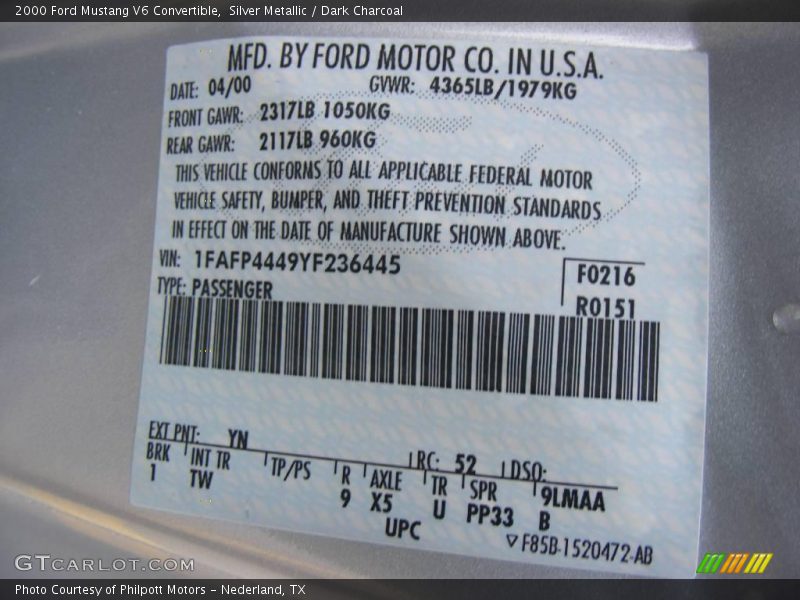 2000 Ford Mustang V6 Convertible,  Silver Metallic / Dark Charcoal
MFD. BY FORD MOTOR CO. IN U.S.A.
DATE: 04/00 GVWR: 4365LB/1979KG
FRONT GAWR: 2317LB 1050KG
REAR GAWR: 2117LB 960KG
THIS VEHICLE CONFORMS TO ALL APPLICABLE FEDERAL MOTOR
VEHICLE SAFETY, BUMPER, AND THEFT PREVENTION STANDARDS
IN EFFECT ON THE DATE OF MANUFACTURE SHOWN ABOVE.
VIN: 1FAFP4449YF236445
F0216
TYPE: PASSENGER
R0151
EXT PNT: YN RC: 52 DSO:
BRK INT TR TP/PS R AXLE TR SPR 9LMAA
1 TW 9 X5 U PP33 B
UPC
▽F85B-1520472-AB
GTCARLOT.COM
Photo Courtesy of Philpott Motors – Nederland, TX